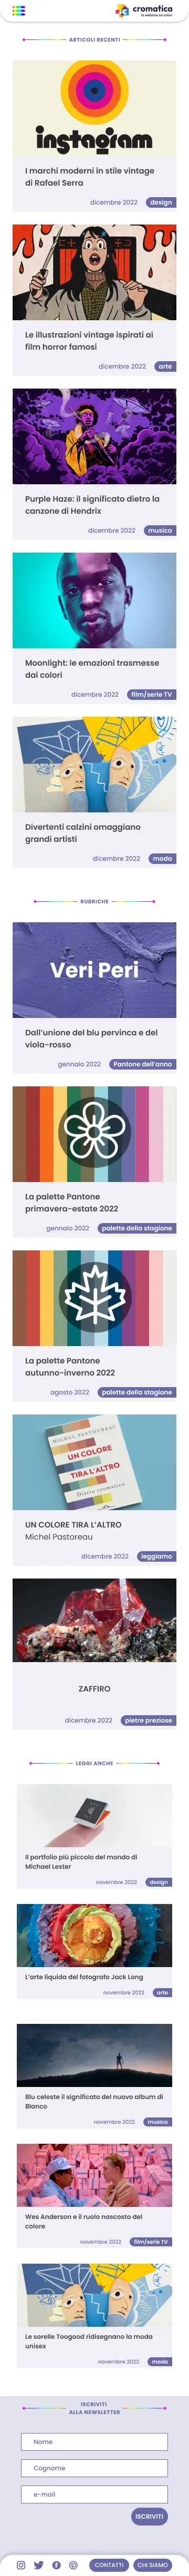 cromatica
la webzine sui colori
ARTICOLI RECENTI
instagram
I marchi moderni in stile vintage
di Rafael Serra
dicembre 2022
design
Le illustrazioni vintage ispirati ai
film horror famosi
dicembre 2022
arte
Purple Haze: il significato dietro la
canzone di Hendrix
dicembre 2022
musica
Moonlight: le emozioni trasmesse
dai colori
dicembre 2022
film/serie TV
Divertenti calzini omaggiano
grandi artisti
dicembre 2022
moda
RUBRICHE
Veri Peri
Dall'unione del blu pervinca e del
viola-rosso
gennaio 2022
Pantone dell'anno
La palette Pantone
primavera-estate 2022
gennaio 2022
palette della stagione
La palette Pantone
autunno-inverno 2022
agosto 2022
palette della stagione
MICHEL PASTOUREAU
UN COLORE
TIRA L'ALTRO
Diario cromatico
UN COLORE TIRA L'ALTRO
Michel Pastoreau
dicembre 2022
leggiamo
ZAFFIRO
dicembre 2022
pietre preziose
LEGGI ANCHE
Il portfolio più piccolo del mondo di
Michael Lester
novembre 2022
design
L'arte liquida del fotografo Jack Long
novembre 2022
arte
Blu celeste il significato del nuovo album di
Blanco
novembre 2022
musica
Wes Anderson e il ruolo nascosto del
colore
novembre 2022
film/serie TV
Le sorelle Toogood ridisegnano la moda
unisex
novembre 2022
moda
ISCRIVITI
ALLA NEWSLETTER
Nome
Cognome
e-mail
ISCRIVITI
CONTATTI
CHI SIAMO